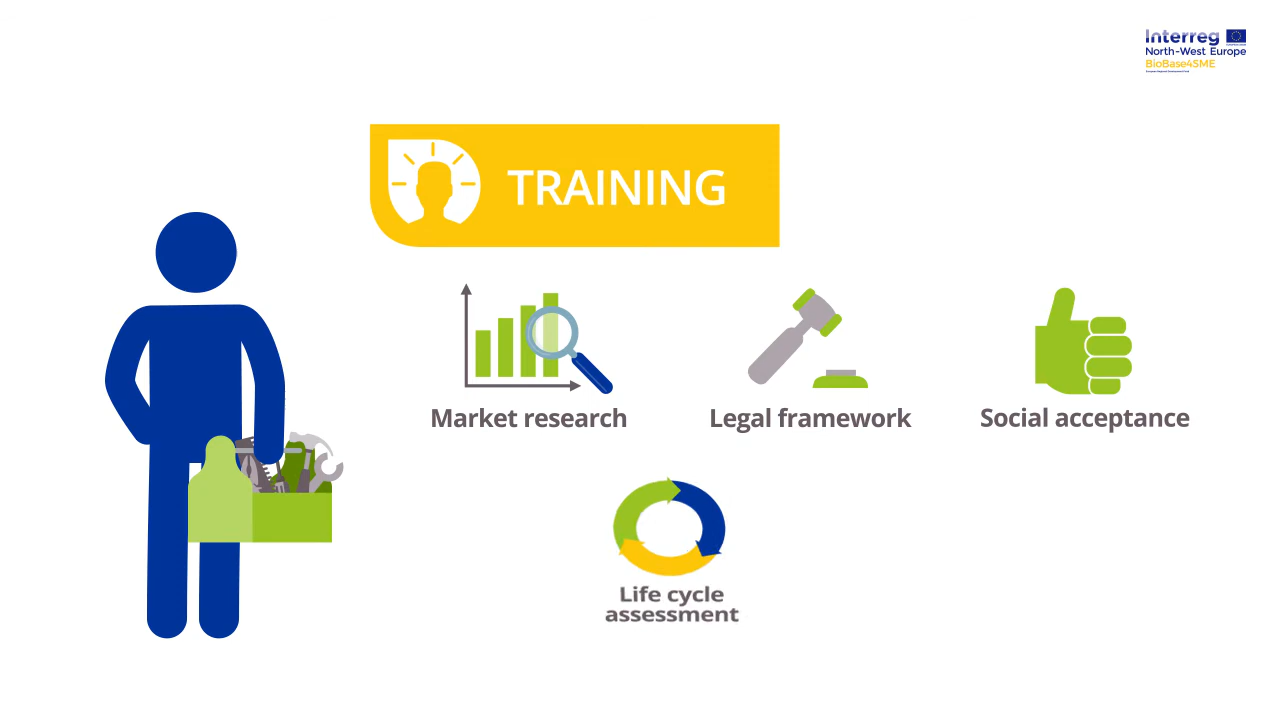 Interreg
North-West Europe
BioBase4SME
TRAINING
Market research
Legal framework
Social acceptance
Life cycle
assessment